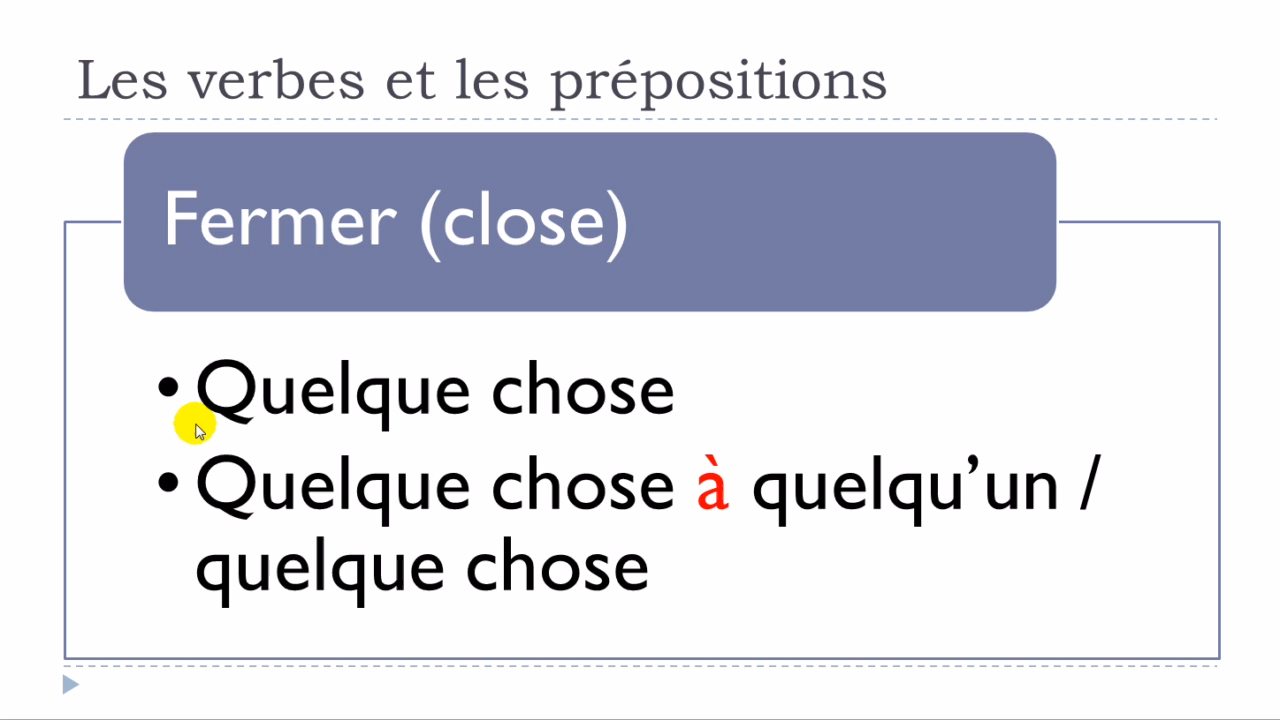 Les verbes et les prépositions
Fermer (close)
• Quelque chose
• Quelque chose à quelqu’un /
quelque chose